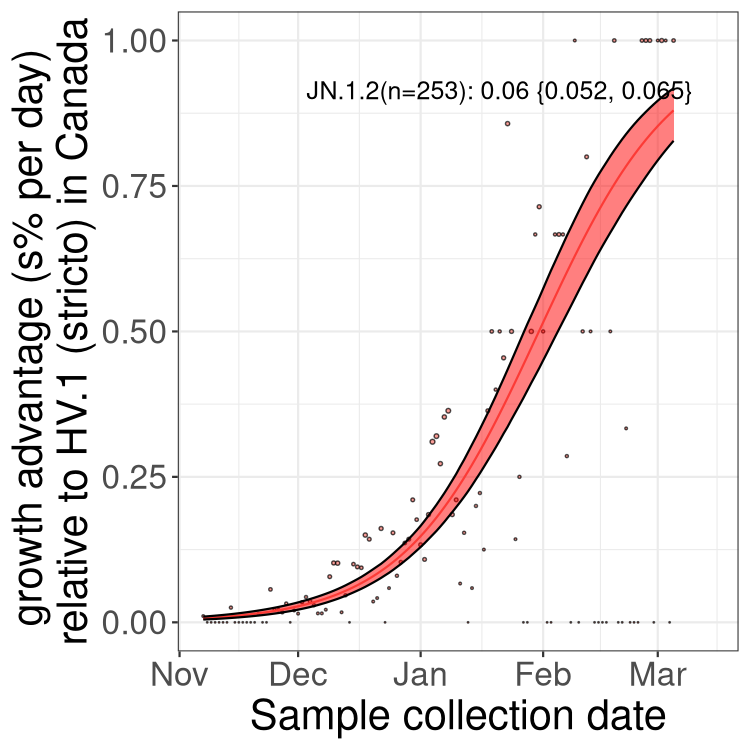 growth advantage (s% per day)
relative to HV.1 (stricto) in Canada
1.00
0.75
0.50
0.25
0.00
JN.1.2(n=253): 0.06 {0.052, 0.065}
Nov Dec Jan Feb Mar
Sample collection date